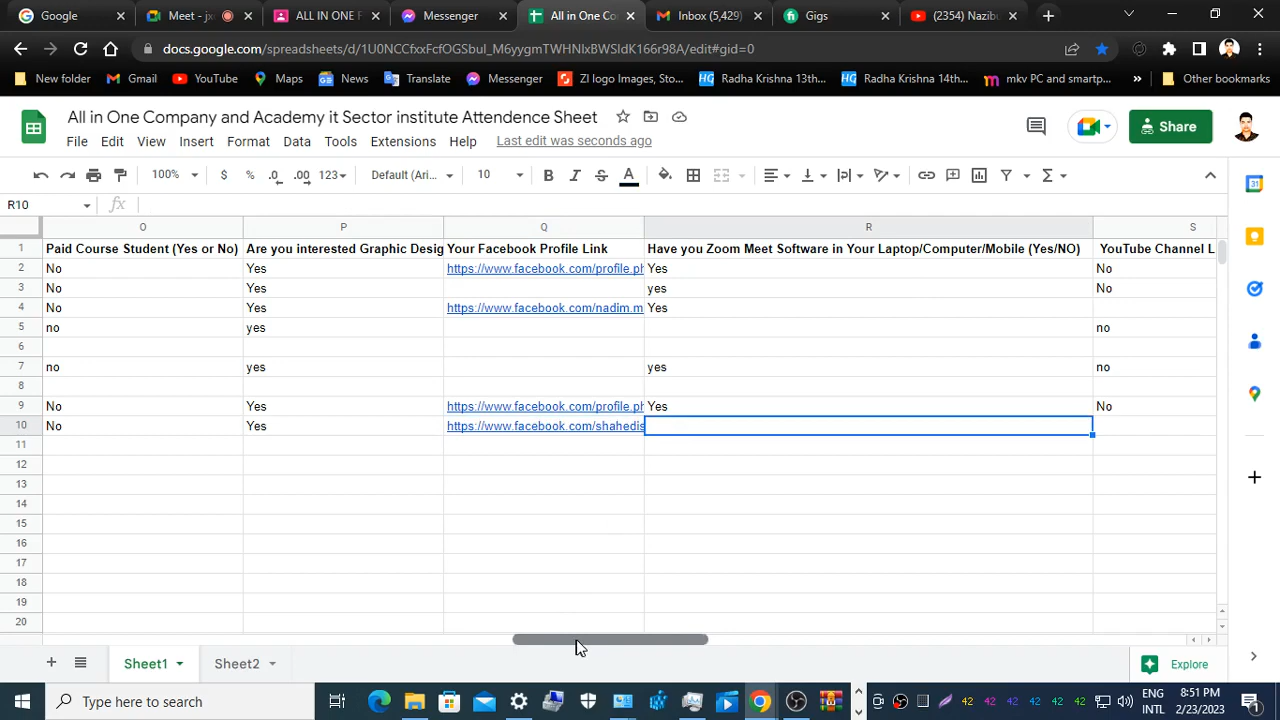 Google
Meet - jx
ALL IN ONE F
Messenger
All in One Co
Inbox (5,429)
Gigs
(2354) Nazibu
docs.google.com/spreadsheets/d/1U0NCCfxxFcfOGSbul_M6yygmTWHNlxBWSIdK166r98A/edit#gid=0
New folder
Gmail
YouTube
Maps
News
Translate
Messenger
ZI logo Images, Sto...
Radha Krishna 13th...
Radha Krishna 14th...
mkv PC and smartp...
Other bookmarks
All in One Company and Academy it Sector institute Attendence Sheet
Share
File Edit View Insert Format Data Tools Extensions Help Last edit was seconds ago
100% $ % .0 .00 123 Default (Ari... 10
R10
O P Q R S
1 Paid Course Student (Yes or No) Are you interested Graphic Desig Your Facebook Profile Link Have you Zoom Meet Software in Your Laptop/Computer/Mobile (Yes/NO) YouTube Channel L
2 No Yes https://www.facebook.com/profile.ph Yes No
3 No Yes yes No
4 No Yes https://www.facebook.com/nadim.m Yes
5 no yes no
6
7 no yes yes no
8
9 No Yes https://www.facebook.com/profile.ph Yes No
10 No Yes https://www.facebook.com/shahedis
11
12
13
14
15
16
17
18
19
20
Sheet1 Sheet2
Explore
Type here to search
42 42 42 42 42
ENG
INTL
8:51 PM
2/23/2023